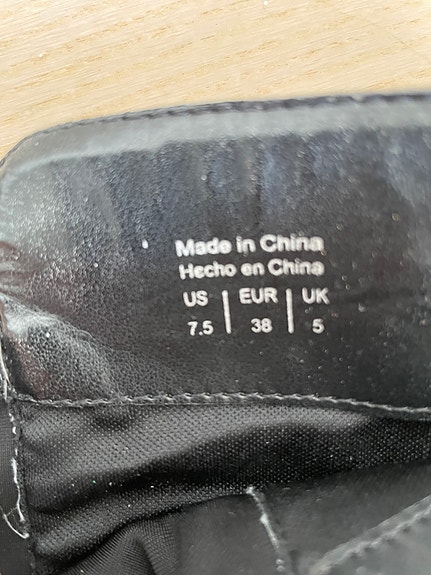 Made in China
Hecho en China
US | EUR | UK
7.5 | 38 | 5